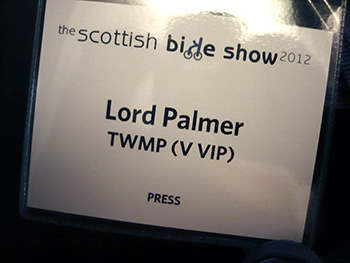 the scottish bike show 2012
Lord Palmer
TWMP (V VIP)
PRESS